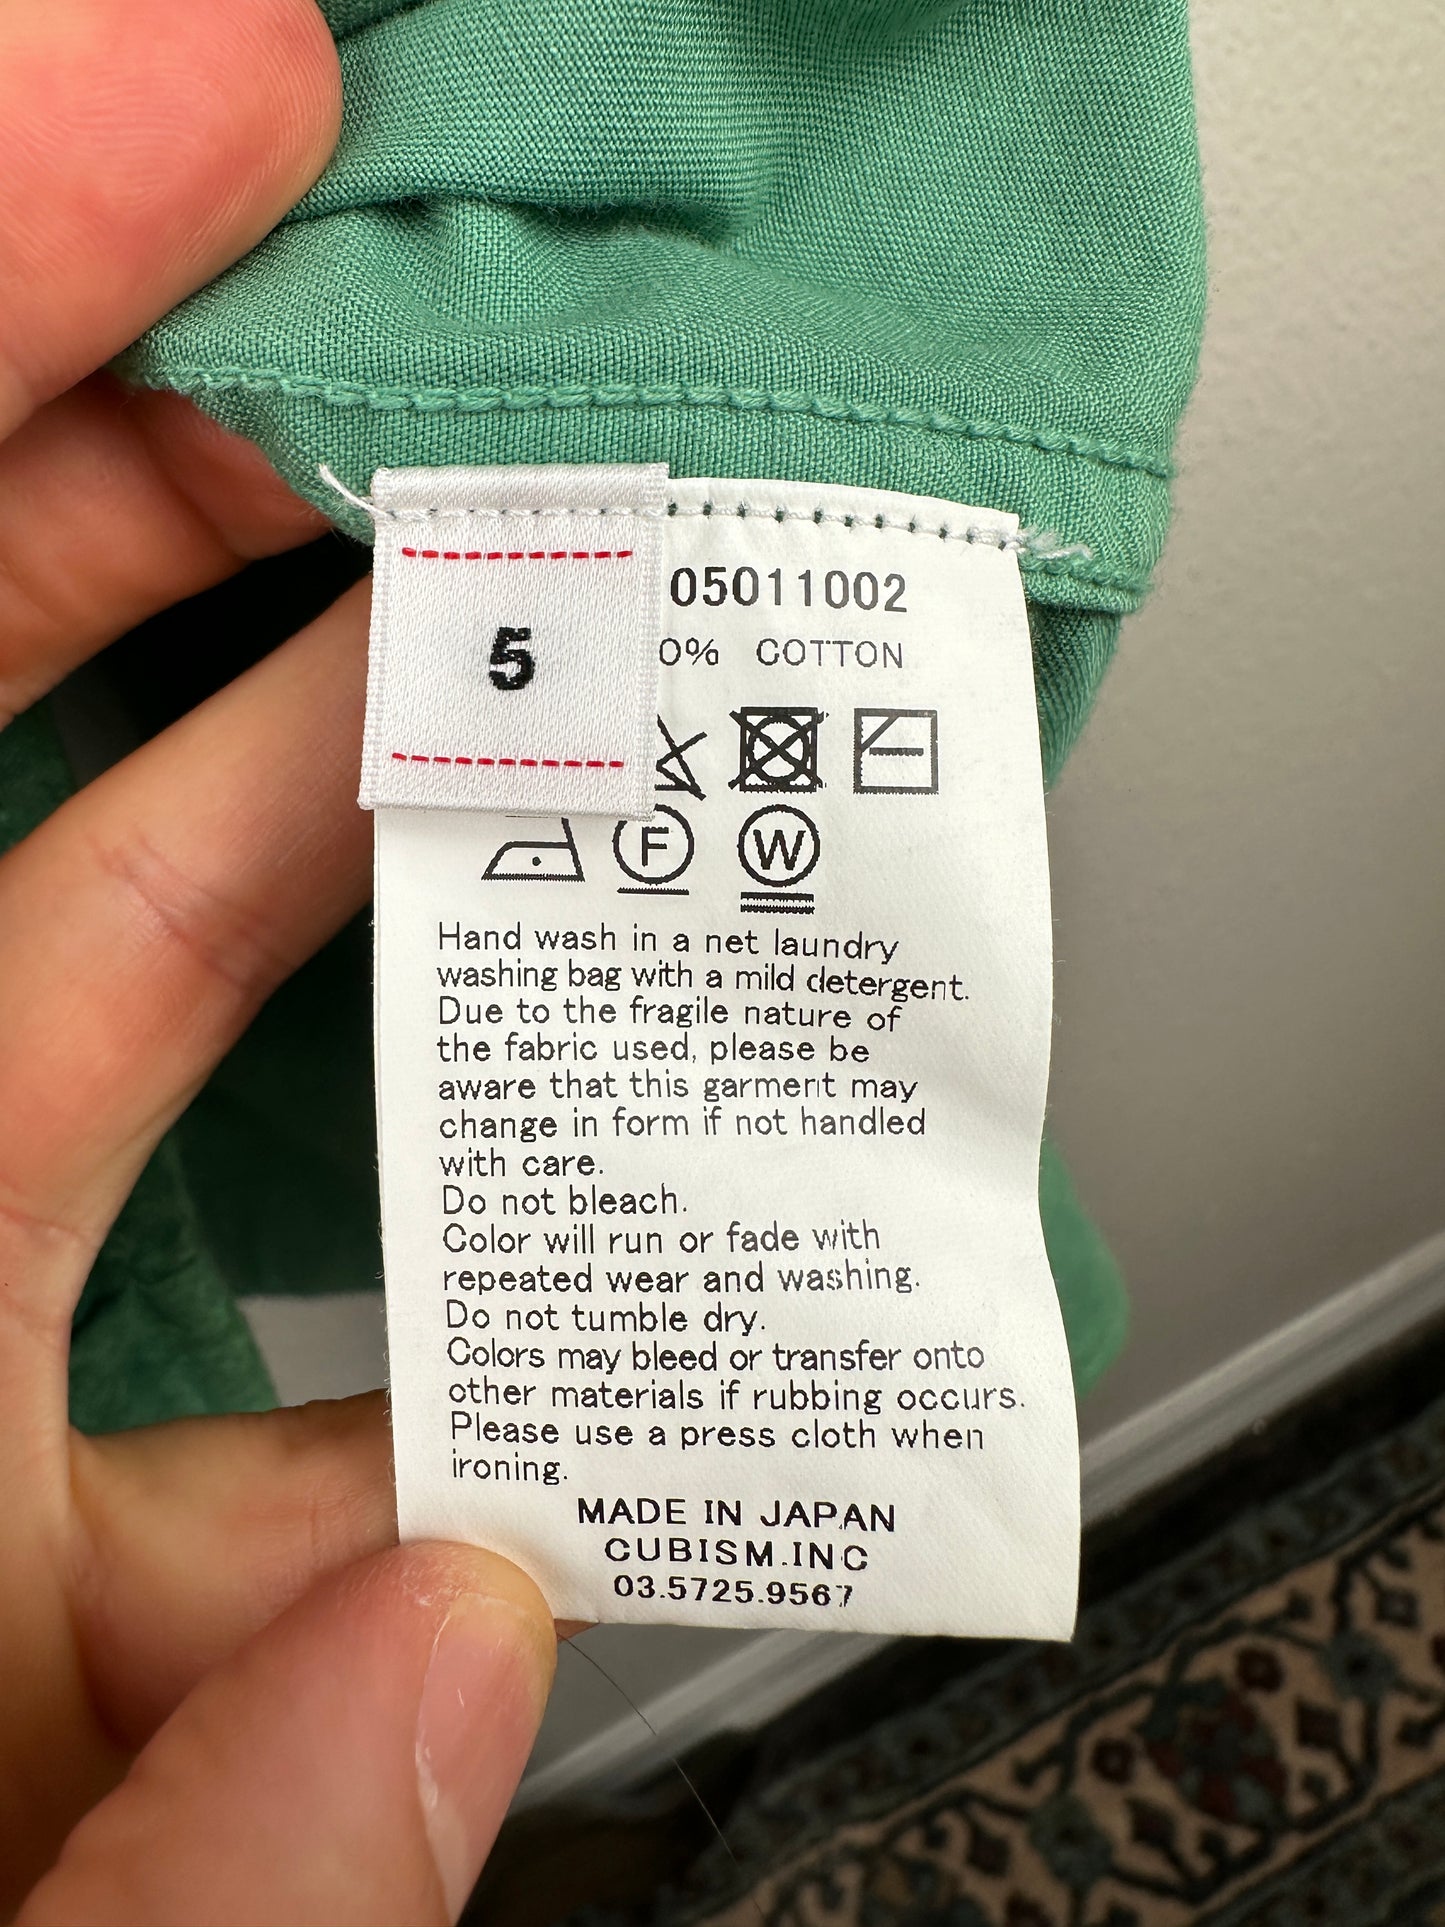 5
05011002
0% COTTON
F
W
Hand wash in a net laundry
washing bag with a mild detergent.
Due to the fragile nature of
the fabric used, please be
aware that this garment may
change in form if not handled
with care.
Do not bleach.
Color will run or fade with
repeated wear and washing.
Do not tumble dry.
Colors may bleed or transfer onto
other materials if rubbing occurs.
Please use a press cloth when
ironing.
MADE IN JAPAN
CUBISM.INC
03.5725.9567